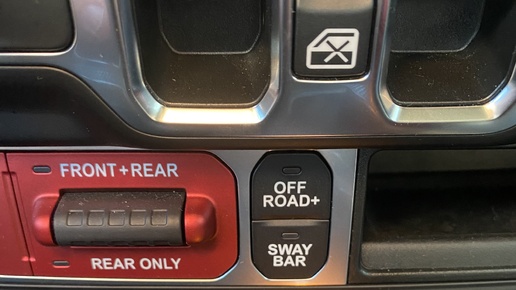 FRONT+REAR
REAR ONLY
OFF
ROAD+
SWAY
BAR